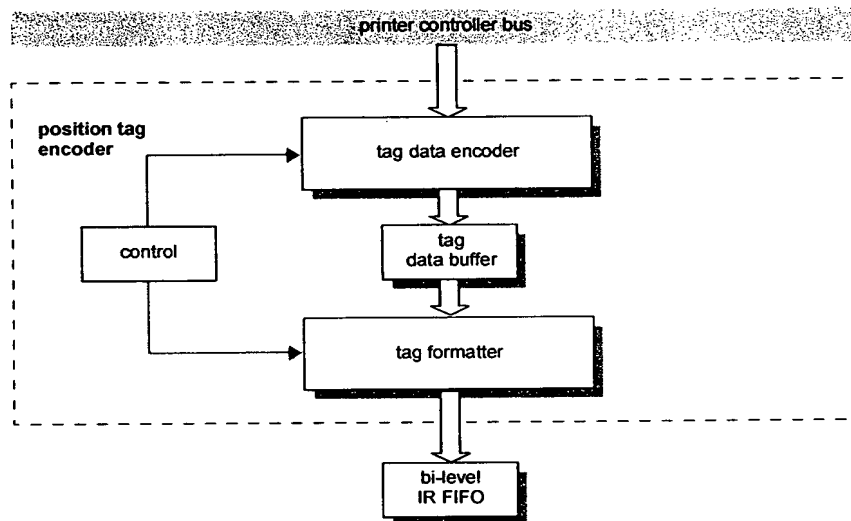 printer controller bus
position tag
encoder
tag data encoder
control
tag
data buffer
tag formatter
bi-level
IR FIFO